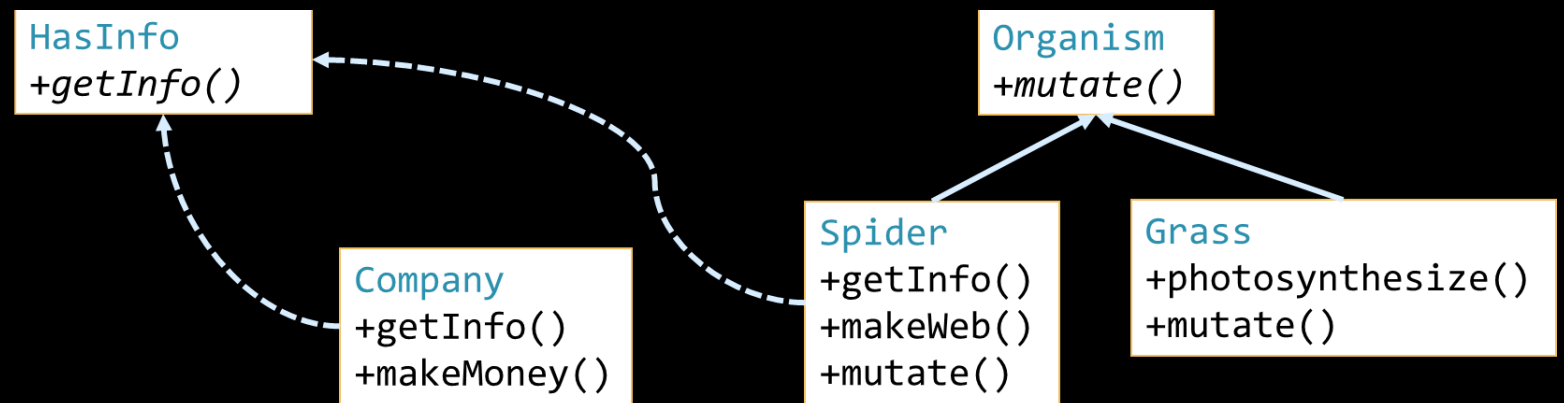 HasInfo
+getInfo()
Organism
+mutate()
Company
+getInfo()
+makeMoney()
Spider
+getInfo()
+makeWeb()
+mutate()
Grass
+photosynthesize()
+mutate()